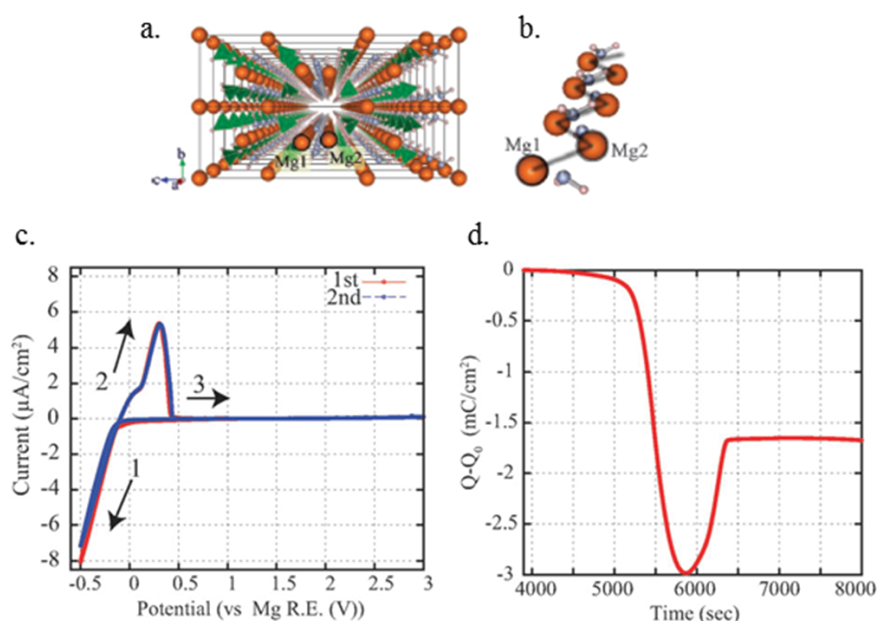 a.
b.
Mg1
Mg2
b
c
a
Mg1
Mg2
c.
d.
1st
2nd
Current (µA/cm²)
8
6
4
2
0
-2
-4
-6
-8
1
2
3
-0.5
0
0.5
1
1.5
2
2.5
3
Potential (vs Mg R.E. (V))
Q-Q₀ (mC/cm²)
0
-0.5
-1
-1.5
-2
-2.5
-3
4000
5000
6000
7000
8000
Time (sec)